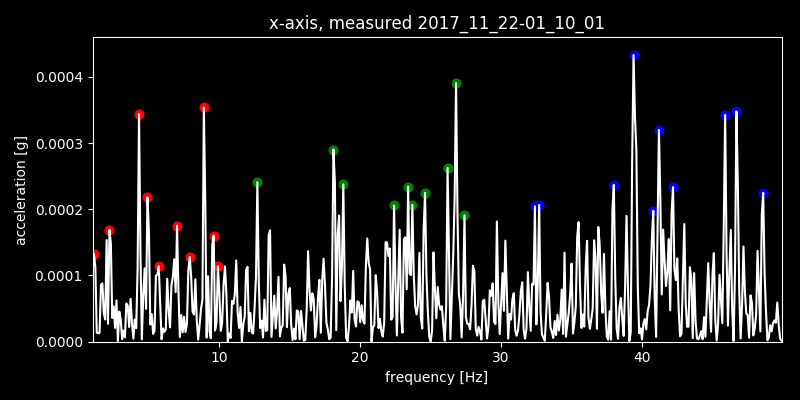 x-axis, measured 2017_11_22-01_10_01
acceleration [g]
0.0004
0.0003
0.0002
0.0001
0.0000
10 20 30 40
frequency [Hz]